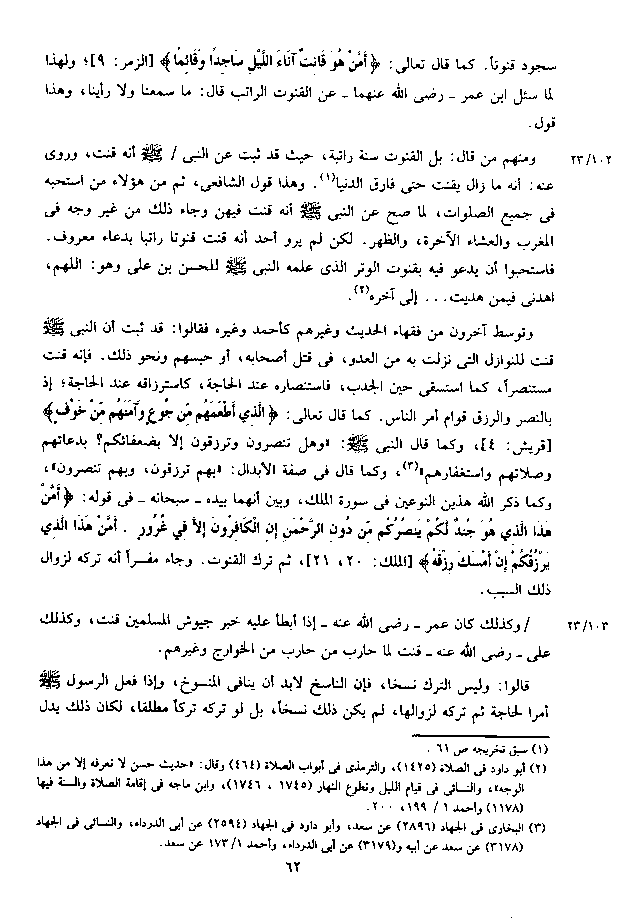 سجود قنوتاً. كما قال تعالى: ﴿ أَمَّنْ هُوَ قَانِتٌ آنَاءَ اللَّيْلِ سَاجِدًا وَقَائِمًا ﴾ [الزمر: ٩]؛ ولهذا
لما سئل ابن عمر ـ رضى الله عنهما ـ عن القنوت الراتب قال: ما سمعنا ولا رأينا، وهذا
قول.
٢٣/١٠٢ ومنهم من قال: بل القنوت سنة راتبة، حيث قد ثبت عن النبى / ﷺ أنه قنت، وروى
عنه: أنه ما زال يقنت حتى فارق الدنيا(١). وهذا قول الشافعى، ثم من هؤلاء من استحبه
فى جميع الصلوات، لما صح عن النبى ﷺ أنه قنت فيهن وجاء ذلك من غير وجه فى
المغرب والعشاء الآخرة، والظهر. لكن لم يرو أحد أنه قنت قنوتا راتبا بدعاء معروف.
فاستحبوا أن يدعو فيه بقنوت الوتر الذى علمه النبى ﷺ للحسن بن على وهو: اللهم،
اهدنى فيمن هديت... إلى آخره(٢).
وتوسط آخرون من فقهاء الحديث وغيرهم كأحمد وغيره فقالوا: قد ثبت أن النبى ﷺ
قنت للنوازل التى نزلت به من العدو، فى قتل أصحابه، أو حبسهم ونحو ذلك. فإنه قنت
مستنصراً، كما استسقى حين الجدب، فاستنصاره عند الحاجة، كاسترزاقه عند الحاجة؛ إذ
بالنصر والرزق قوام أمر الناس. كما قال تعالى: ﴿ الَّذِي أَطْعَمَهُم مِّن جُوعٍ وَآمَنَهُم مِّنْ خَوْفٍ ﴾
[قريش: ٤]، وكما قال النبى ﷺ: «وهل تنصرون وترزقون إلا بضعفائكم؟ بدعائهم
وصلاتهم واستغفارهم»(٣)، وكما قال فى صفة الأبدال: «بهم ترزقون، وبهم تنصرون»،
وكما ذكر الله هذين النوعين فى سورة الملك، وبين أنهما بيده ـ سبحانه ـ فى قوله: ﴿ أَمَّنْ
هَذَا الَّذِي هُوَ جُندٌ لَّكُمْ يَنصُرُكُم مِّن دُونِ الرَّحْمَنِ إِنِ الْكَافِرُونَ إِلاَّ فِي غُرُورٍ . أَمَّنْ هَذَا الَّذِي
يَرْزُقُكُمْ إِنْ أَمْسَكَ رِزْقَهُ ﴾ [الملك: ٢٠، ٢١]، ثم ترك القنوت. وجاء مفسراً أنه تركه لزوال
ذلك السبب.
٢٣/١٠٣ / وكذلك كان عمر ـ رضى الله عنه ـ إذا أبطأ عليه خبر جيوش المسلمين قنت، وكذلك
على ـ رضى الله عنه ـ قنت لما حارب من حارب من الخوارج وغيرهم.
قالوا: وليس الترك نسخا، فإن الناسخ لابد أن ينافى المنسوخ، وإذا فعل الرسول ﷺ
أمرا لحاجة ثم تركه لزوالها، لم يكن ذلك نسخاً، بل لو تركه تركاً مطلقا، لكان ذلك يدل
(١) سبق تخريجه ص ٦١ .
(٢) أبو داود فى الصلاة (١٤٢٥)، والترمذى فى أبواب الصلاة (٤٦٤) وقال: «حديث حسن لا نعرفه إلا من هذا
الوجه»، والنسائى فى قيام الليل وتطوع النهار (١٧٤٥ ، ١٧٤٦)، وابن ماجه فى إقامة الصلاة والسنة فيها
(١١٧٨) وأحمد ١ / ١٩٩، ٢٠٠.
(٣) البخارى فى الجهاد (٢٨٩٦) عن سعد، وأبو داود فى الجهاد (٢٥٩٤) عن أبى الدرداء، والنسائى فى الجهاد
(٣١٧٨) عن سعد عن أبيه و(٣١٧٩) عن أبى الدرداء، وأحمد ١٧٣/١ عن سعد.
٦٢